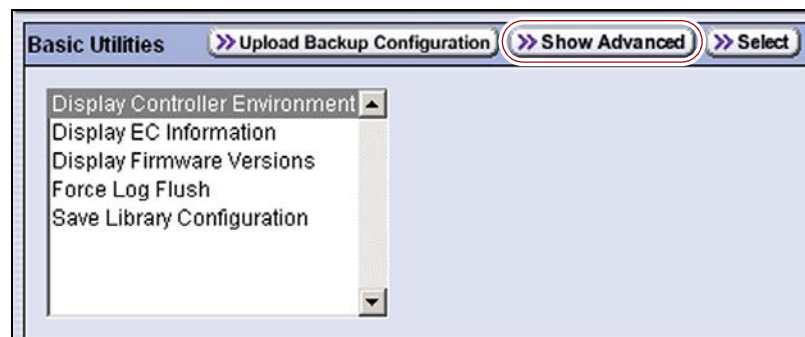 Basic Utilities >> Upload Backup Configuration >> Show Advanced >> Select
Display Controller Environment
Display EC Information
Display Firmware Versions
Force Log Flush
Save Library Configuration